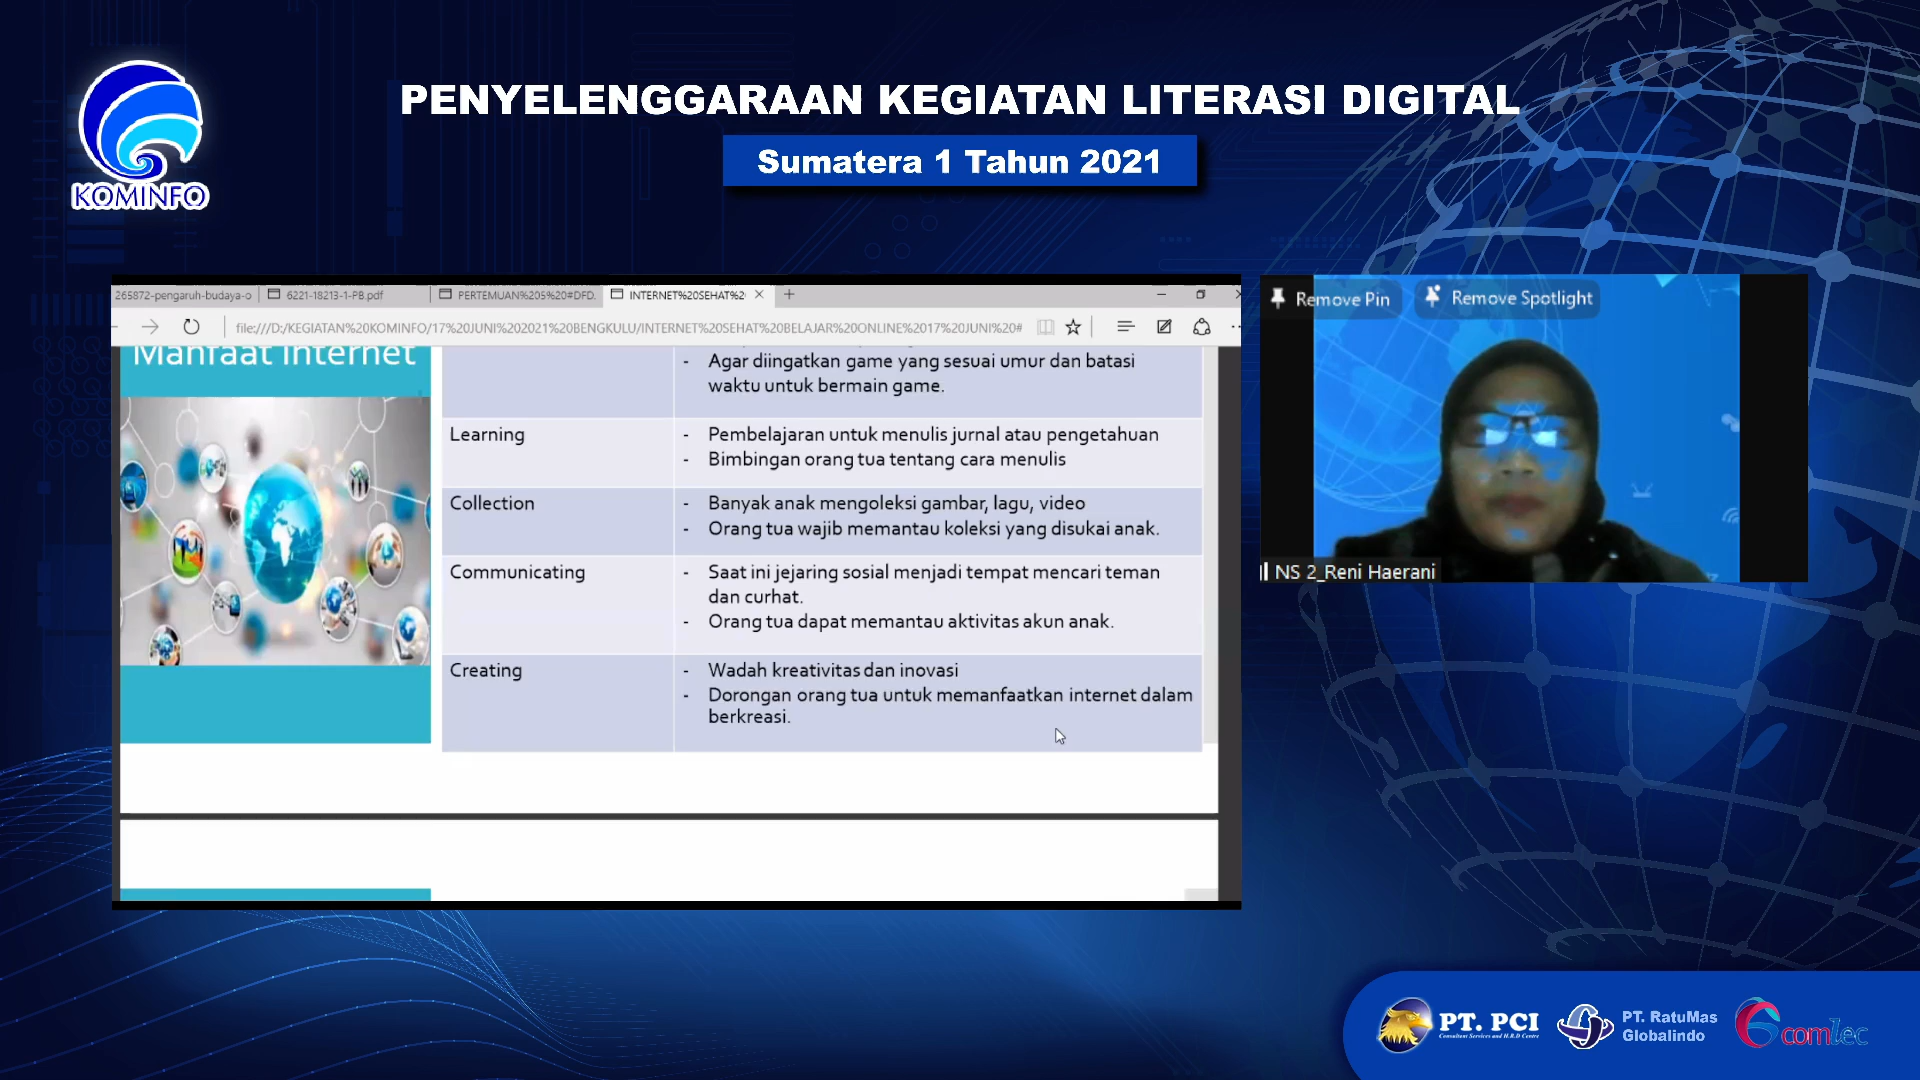 KOMINFO
PENYELENGGARAAN KEGIATAN LITERASI DIGITAL
Sumatera 1 Tahun 2021
265872-pengaruh-budaya-o
6221-18213-1-PB.pdf
PERTEMUAN%205%20#DFD.
INTERNET%20SEHAT%2
file:///D:/KEGIATAN%20KOMINFO/17%20JUNI%202021%20BENGKULU/INTERNET%20SEHAT%20BELAJAR%20ONLINE%2017%20JUNI%20#
Manfaat Internet
- Agar diingatkan game yang sesuai umur dan batasi
waktu untuk bermain game.
Learning
- Pembelajaran untuk menulis jurnal atau pengetahuan
- Bimbingan orang tua tentang cara menulis
Collection
- Banyak anak mengoleksi gambar, lagu, video
- Orang tua wajib memantau koleksi yang disukai anak.
Communicating
- Saat ini jejaring sosial menjadi tempat mencari teman
dan curhat.
- Orang tua dapat memantau aktivitas akun anak.
Creating
- Wadah kreativitas dan inovasi
- Dorongan orang tua untuk memanfaatkan internet dalam
berkreasi.
Remove Pin
Remove Spotlight
NS 2_Reni Haerani
PT. PCI
Consultant Services and H.R.D Centre
PT. RatuMas
Globalindo
comtec